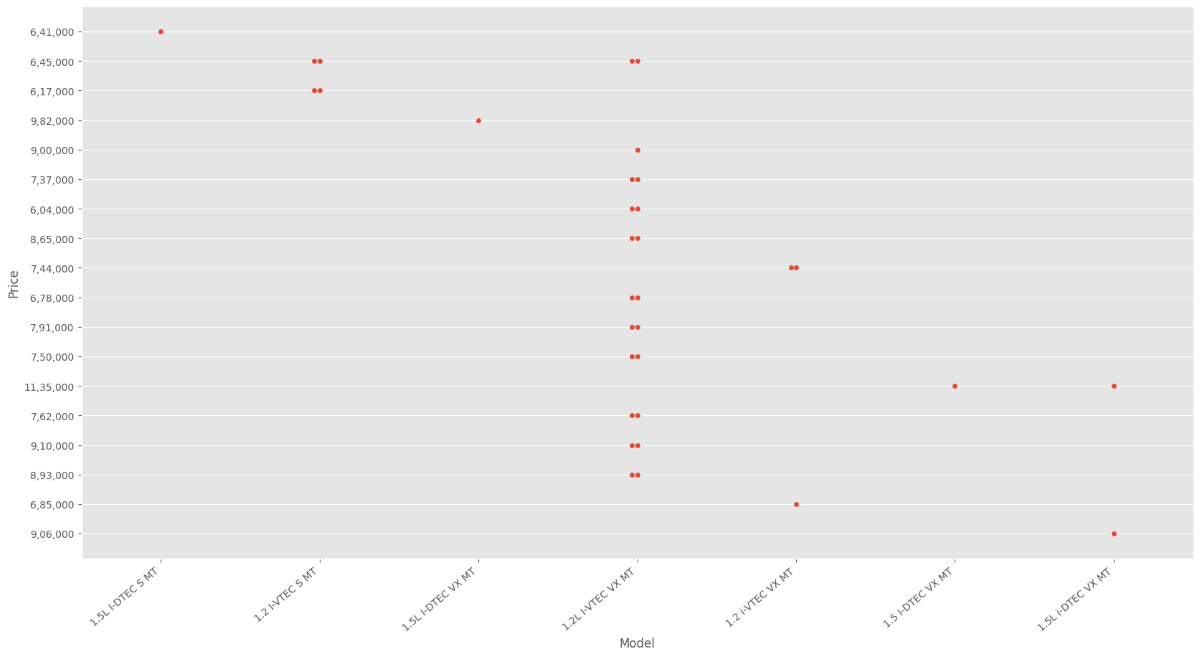 6,41,000
6,45,000
6,17,000
9,82,000
9,00,000
7,37,000
6,04,000
8,65,000
7,44,000
6,78,000
7,91,000
7,50,000
11,35,000
7,62,000
9,10,000
8,93,000
6,85,000
9,06,000
Price
1.5L I-DTEC S MT
1.2 I-VTEC S MT
1.5L I-DTEC VX MT
1.2L I-VTEC VX MT
1.2 i-VTEC VX MT
1.5 I-DTEC VX MT
1.5L i-DTEC VX MT
Model